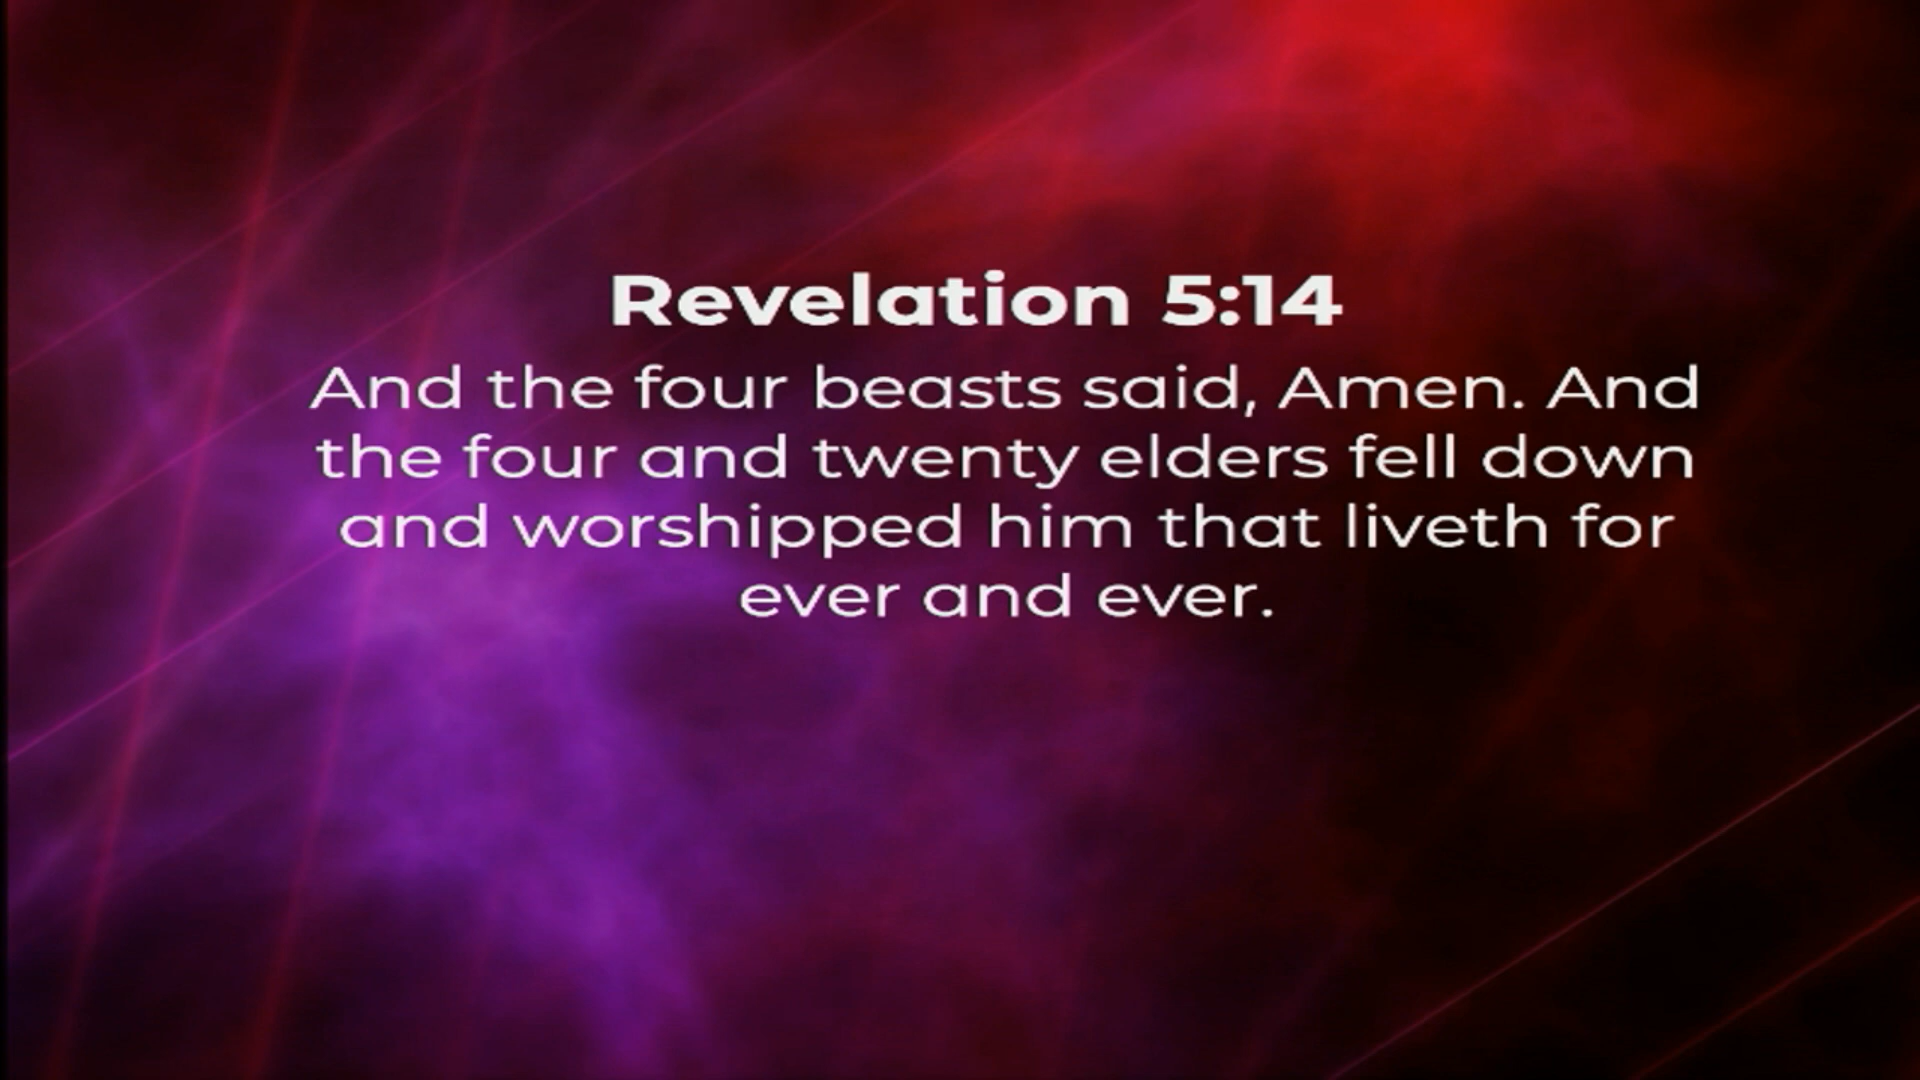 Revelation 5:14
And the four beasts said, Amen. And
the four and twenty elders fell down
and worshipped him that liveth for
ever and ever.